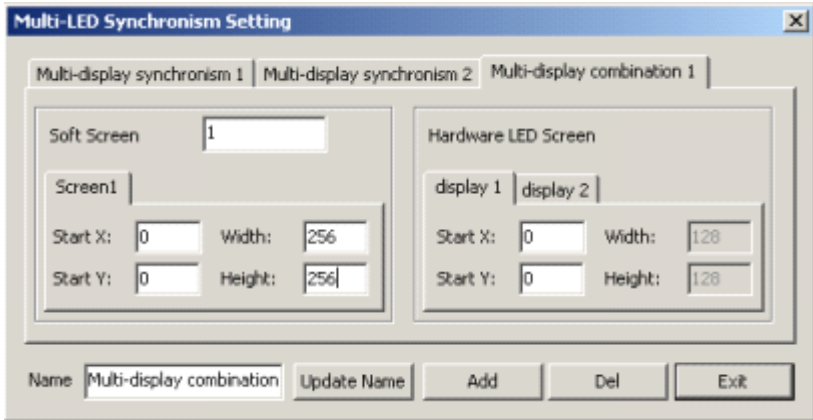 Multi-LED Synchronism Setting
Multi-display synchronism 1 Multi-display synchronism 2 Multi-display combination 1
Soft Screen 1
Screen1
Start X: 0 Width: 256
Start Y: 0 Height: 256
Hardware LED Screen
display 1 display 2
Start X: 0 Width: 128
Start Y: 0 Height: 128
Name Multi-display combination Update Name Add Del Exit